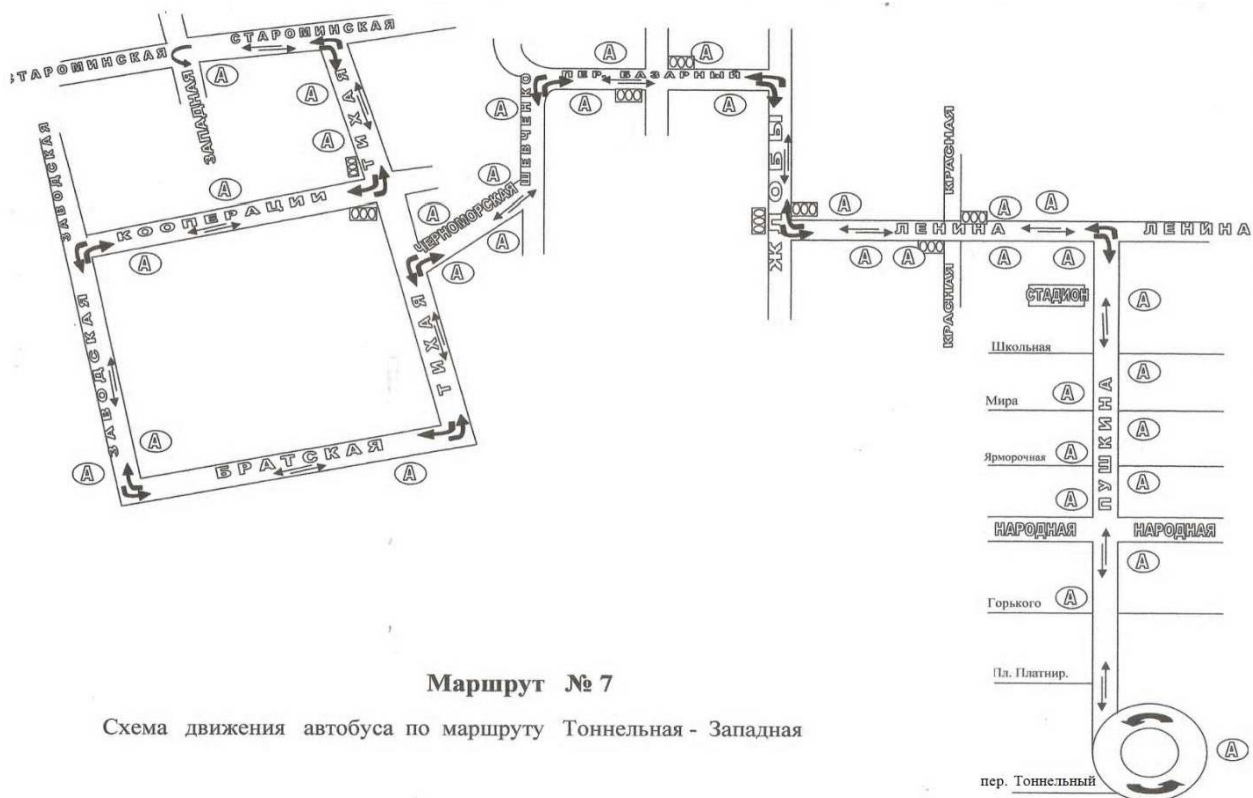 СТАРОМИНСКАЯ
СТАРОМИНСКАЯ
ЗАПАДНАЯ
А
ТИХАЯ
А
А
ЗАВОДСКАЯ
А
КООПЕРАЦИИ
А
ЗАВОДСКАЯ
А
А
БРАТСКАЯ
А
ТИХАЯ
А
А
ЧЕРНОМОРСКАЯ
А
А
ШЕВЧЕНКО
А
А
А
ПЕР. БАЗАРНЫЙ
А
А
ЖЛОБЫ
А
А
А
ЛЕНИНА
ЛЕНИНА
А
А
А
А
КРАСНАЯ
КРАСНАЯ
СТАДИОН
А
Школьная
А
Мира
А
А
Ярморочная
А
А
А
ПУШКИНА
НАРОДНАЯ
НАРОДНАЯ
А
Горького
А
Пл. Платнир.
А
пер. Тоннельный
Маршрут № 7
Схема движения автобуса по маршруту Тоннельная - Западная